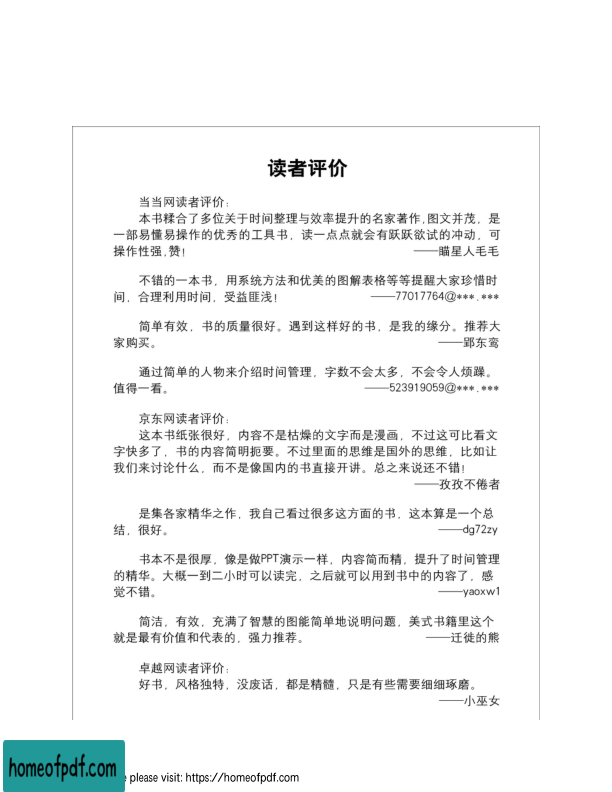 读者评价
当当网读者评价：
本书糅合了多位关于时间整理与效率提升的名家著作,图文并茂，是
一部易懂易操作的优秀的工具书，读一点点就会有跃跃欲试的冲动，可
操作性强,赞！
——瞄星人毛毛
不错的一本书，用系统方法和优美的图解表格等等提醒大家珍惜时
间，合理利用时间，受益匪浅！
——77017764@***.***
简单有效，书的质量很好。遇到这样好的书，是我的缘分。推荐大
家购买。
——郢东鸾
通过简单的人物来介绍时间管理，字数不会太多，不会令人烦躁。
值得一看。
——523919059@***.***
京东网读者评价：
这本书纸张很好，内容不是枯燥的文字而是漫画，不过这可比看文
字快多了，书的内容简明扼要。不过里面的思维是国外的思维，比如让
我们来讨论什么，而不是像国内的书直接开讲。总之来说还不错！
——孜孜不倦者
是集各家精华之作，我自己看过很多这方面的书，这本算是一个总
结，很好。
——dg72zy
书本不是很厚，像是做PPT演示一样，内容简而精，提升了时间管理
的精华。大概一到二小时可以读完，之后就可以用到书中的内容了，感
觉不错。
——yaoxw1
简洁，有效，充满了智慧的图能简单地说明问题，美式书籍里这个
就是最有价值和代表的，强力推荐。
——迁徙的熊
卓越网读者评价：
好书，风格独特，没废话，都是精髓，只是有些需要细细琢磨。
——小巫女
homeofpdf.com
please visit: https://homeofpdf.com